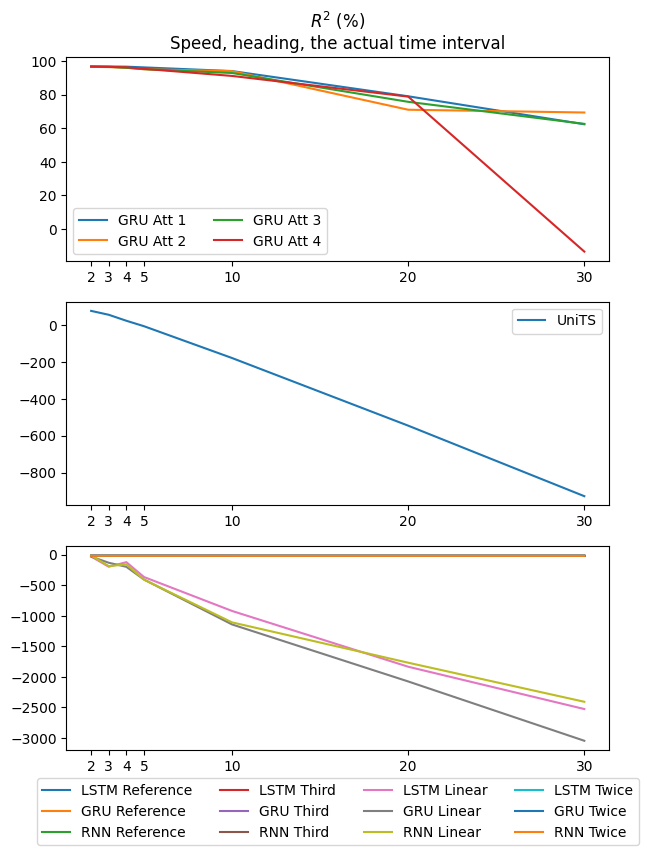 R² (%)
Speed, heading, the actual time interval
100
80
60
40
20
0
GRU Att 1
GRU Att 3
GRU Att 2
GRU Att 4
2 3 4 5 10 20 30
0
−200
−400
−600
−800
UniTS
2 3 4 5 10 20 30
0
−500
−1000
−1500
−2000
−2500
−3000
2 3 4 5 10 20 30
LSTM Reference LSTM Third LSTM Linear LSTM Twice
GRU Reference GRU Third GRU Linear GRU Twice
RNN Reference RNN Third RNN Linear RNN Twice